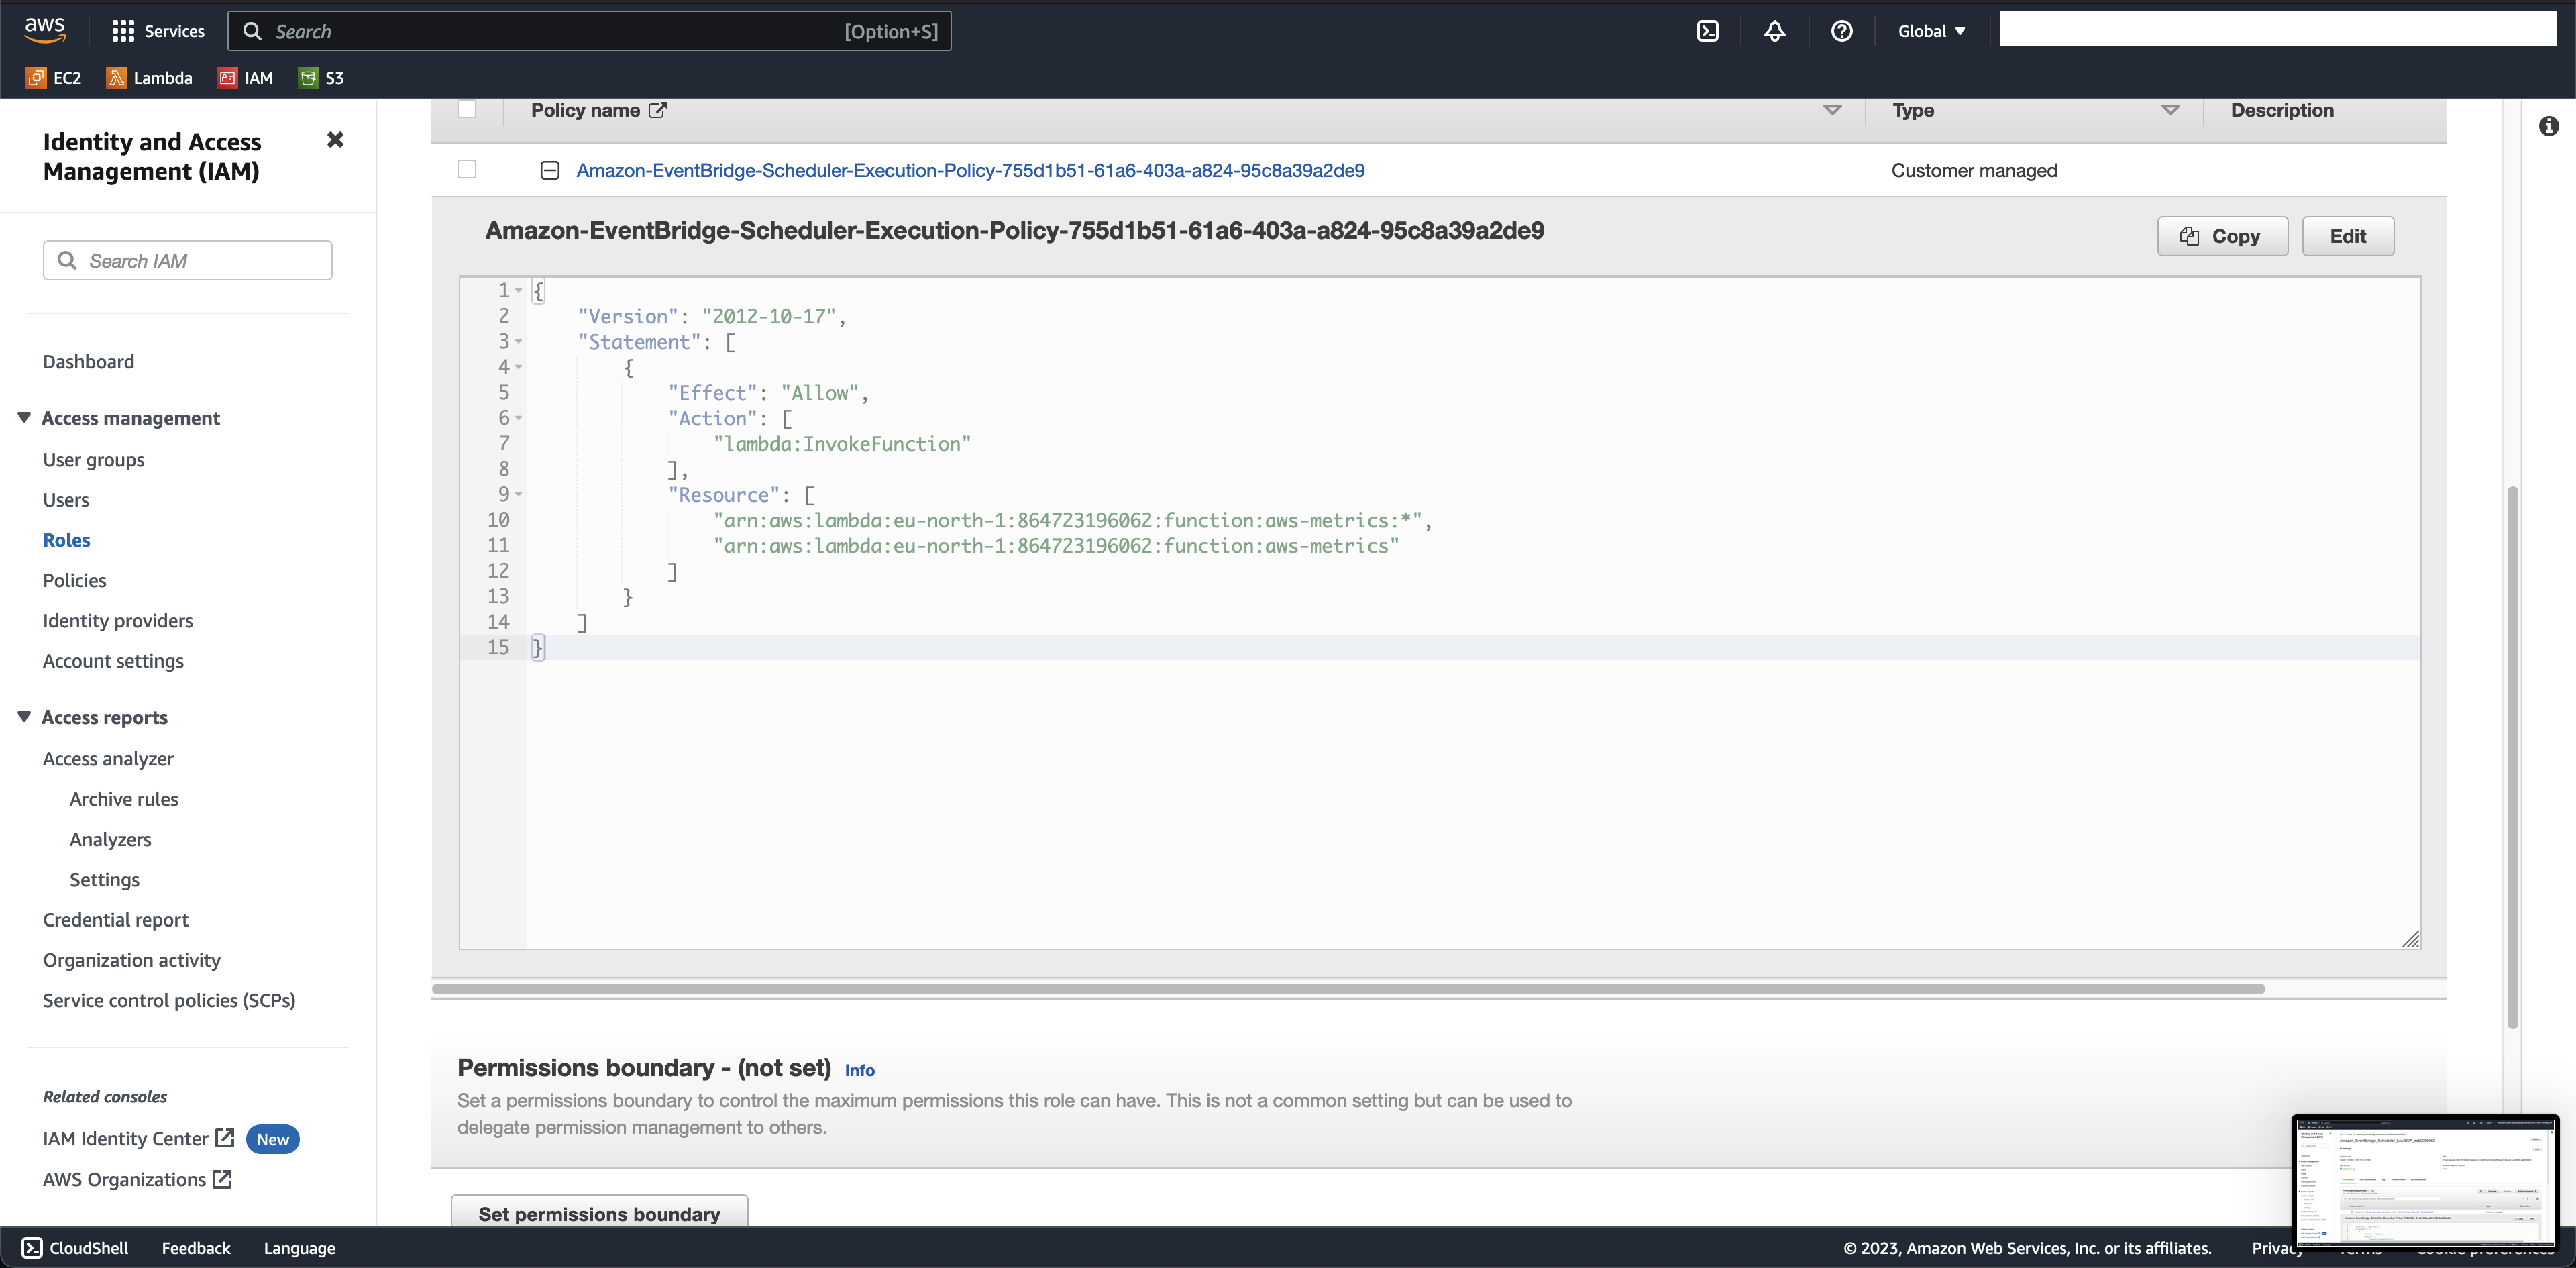 aws
Services
Search
[Option+S]
Global ▼
EC2
Lambda
IAM
S3
Identity and Access
Management (IAM)
Search IAM
Dashboard
Access management
User groups
Users
Roles
Policies
Identity providers
Account settings
Access reports
Access analyzer
Archive rules
Analyzers
Settings
Credential report
Organization activity
Service control policies (SCPs)
Related consoles
IAM Identity Center New
AWS Organizations
Policy name
Type
Description
Amazon-EventBridge-Scheduler-Execution-Policy-755d1b51-61a6-403a-a824-95c8a39a2de9
Customer managed
Amazon-EventBridge-Scheduler-Execution-Policy-755d1b51-61a6-403a-a824-95c8a39a2de9
Copy
Edit
1 {
2 "Version": "2012-10-17",
3 "Statement": [
4 {
5 "Effect": "Allow",
6 "Action": [
7 "lambda:InvokeFunction"
8 ],
9 "Resource": [
10 "arn:aws:lambda:eu-north-1:864723196062:function:aws-metrics:*",
11 "arn:aws:lambda:eu-north-1:864723196062:function:aws-metrics"
12 ]
13 }
14 ]
15 }
Permissions boundary - (not set) Info
Set a permissions boundary to control the maximum permissions this role can have. This is not a common setting but can be used to
delegate permission management to others.
Set permissions boundary
CloudShell
Feedback
Language
© 2023, Amazon Web Services, Inc. or its affiliates.
Privacy
Terms
Cookie preferences